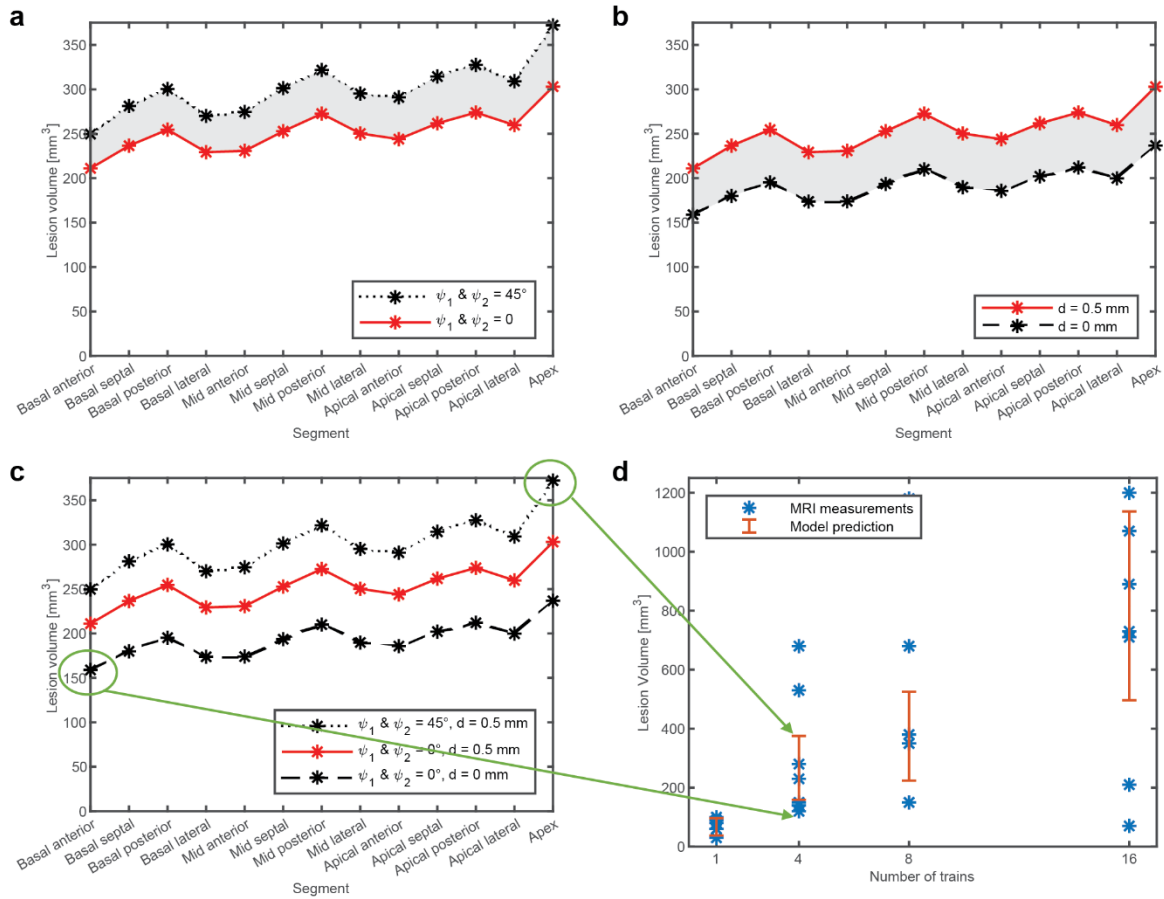 a
Lesion volume [mm³]
350
300
250
200
150
100
50
0
ψ₁ & ψ₂ = 45°
ψ₁ & ψ₂ = 0
Basal anterior
Basal septal
Basal posterior
Basal lateral
Mid anterior
Mid septal
Mid posterior
Mid lateral
Apical anterior
Apical septal
Apical posterior
Apical lateral
Apex
Segment
b
Lesion volume [mm³]
350
300
250
200
150
100
50
0
d = 0.5 mm
d = 0 mm
Basal anterior
Basal septal
Basal posterior
Basal lateral
Mid anterior
Mid septal
Mid posterior
Mid lateral
Apical anterior
Apical septal
Apical posterior
Apical lateral
Apex
Segment
c
Lesion volume [mm³]
350
300
250
200
150
100
50
0
ψ₁ & ψ₂ = 45°, d = 0.5 mm
ψ₁ & ψ₂ = 0°, d = 0.5 mm
ψ₁ & ψ₂ = 0°, d = 0 mm
Basal anterior
Basal septal
Basal posterior
Basal lateral
Mid anterior
Mid septal
Mid posterior
Mid lateral
Apical anterior
Apical septal
Apical posterior
Apical lateral
Apex
Segment
d
Lesion Volume [mm³]
1200
1000
800
600
400
200
0
MRI measurements
Model prediction
1
4
8
16
Number of trains